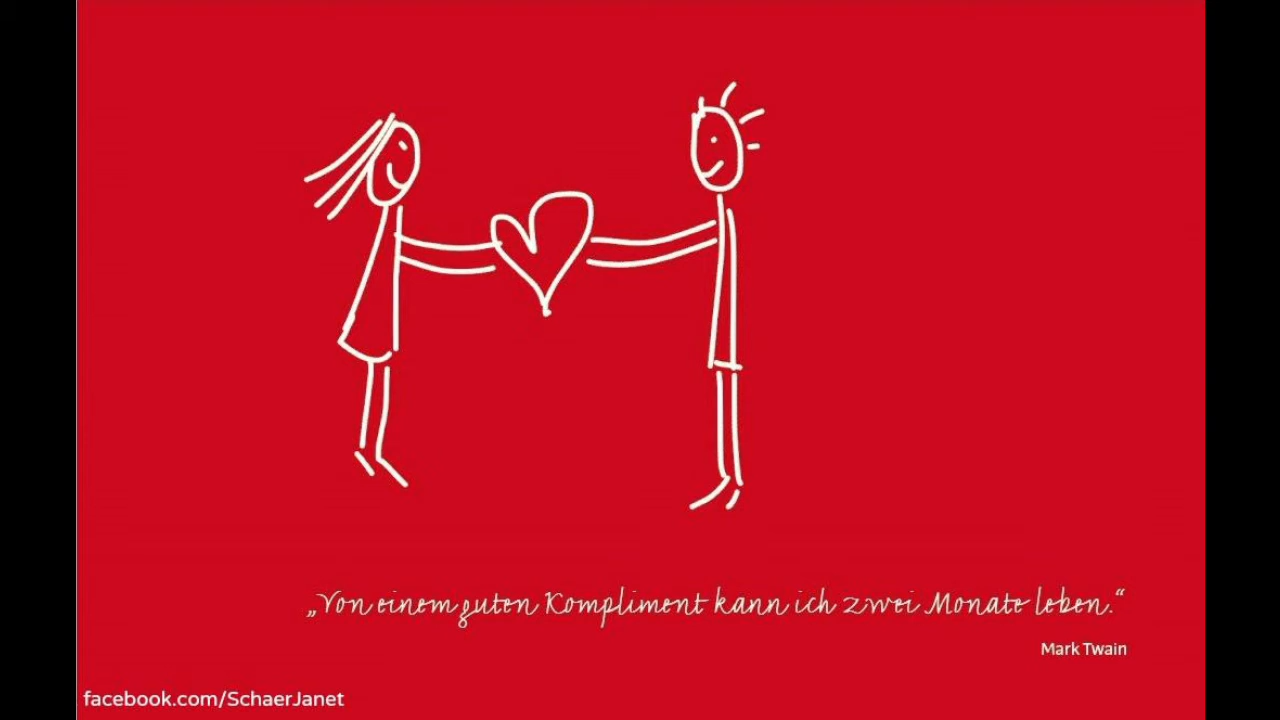 „Von einem guten Kompliment kann ich zwei Monate leben.“
Mark Twain
facebook.com/SchaerJanet